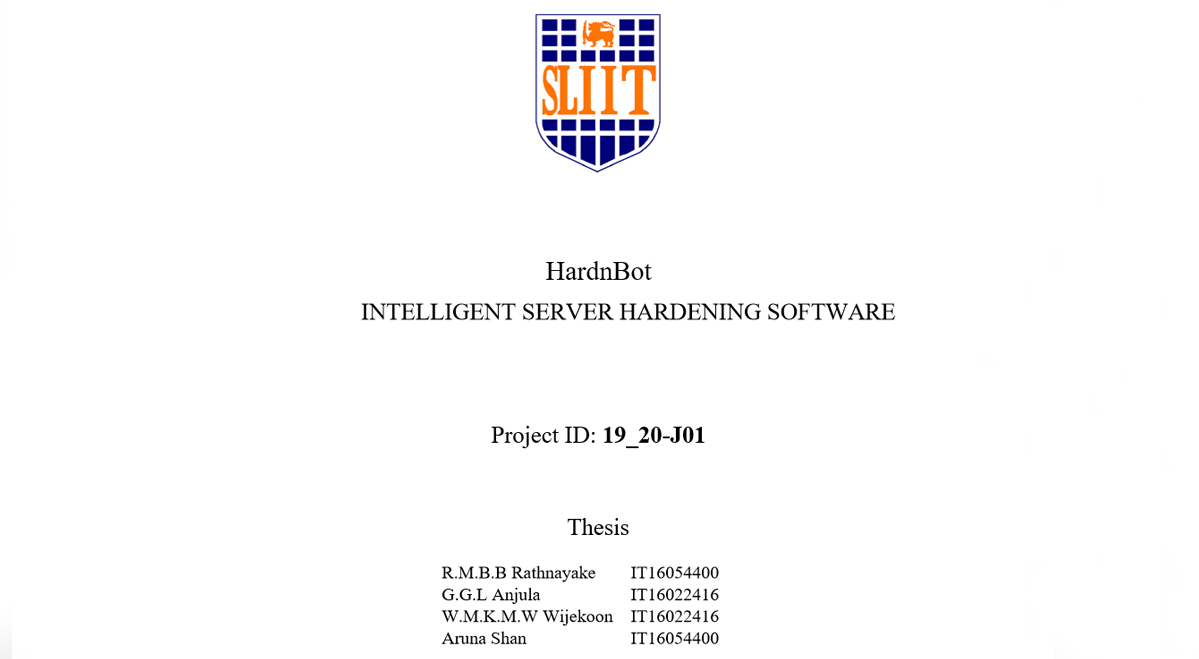 SLIIT
HardnBot
INTELLIGENT SERVER HARDENING SOFTWARE
Project ID: 19_20-J01
Thesis
R.M.B.B Rathnayake IT16054400
G.G.L Anjula IT16022416
W.M.K.M.W Wijekoon IT16022416
Aruna Shan IT16054400